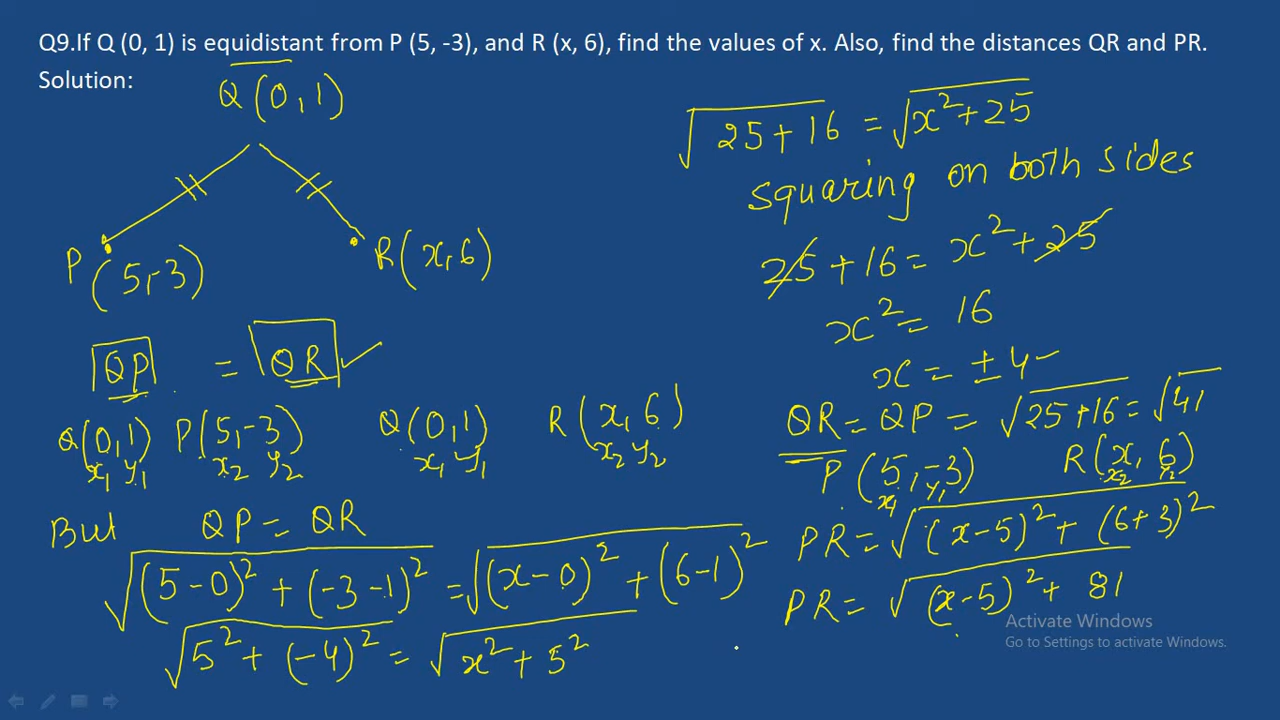 Q9.If Q (0, 1) is equidistant from P (5, -3), and R (x, 6), find the values of x. Also, find the distances QR and PR.
Solution:
Q (0, 1)
P (5, -3)
R (x, 6)
QP = QR ✓
Q(0, 1) P(5, -3) Q(0, 1) R(x, 6)
x₁ y₁ x₂ y₂ x₁ y₁ x₂ y₂
But QP = QR
√((5-0)² + (-3-1)²) = √((x-0)² + (6-1)²)
√(5² + (-4)²) = √(x² + 5²)
√(25+16) = √(x²+25)
squaring on both sides
25 + 16 = x² + 25
x² = 16
x = ±4
QR = QP = √(25+16) = √41
P (5, -3) R(x, 6)
x₁ y₁ x₂ y₂
PR = √((x-5)² + (6+3)²)
PR = √((x-5)² + 81)
Activate Windows
Go to Settings to activate Windows.